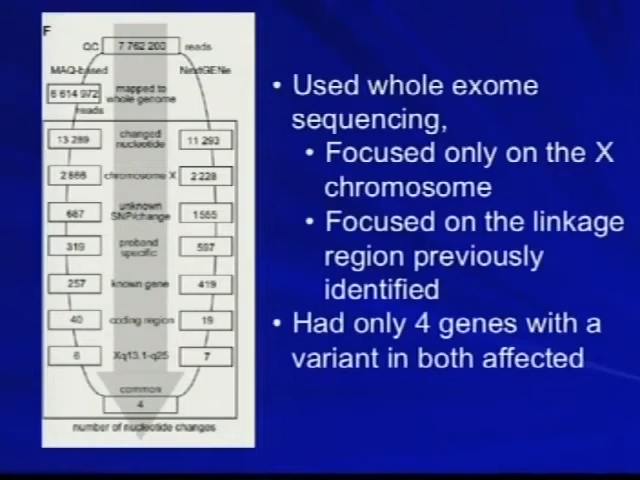 F
QC 7 762 200 reads
MAQ-based NextGENe
6 614 972 mapped to whole genome
reads
13 289 changed nucleotide 11 293
2 866 chromosome X 2 228
667 unknown SNP/change 1555
319 proband specific 597
257 known gene 419
40 coding region 19
6 Xq13.1-q25 7
common
4
number of nucleotide changes
• Used whole exome
sequencing,
• Focused only on the X
chromosome
• Focused on the linkage
region previously
identified
• Had only 4 genes with a
variant in both affected